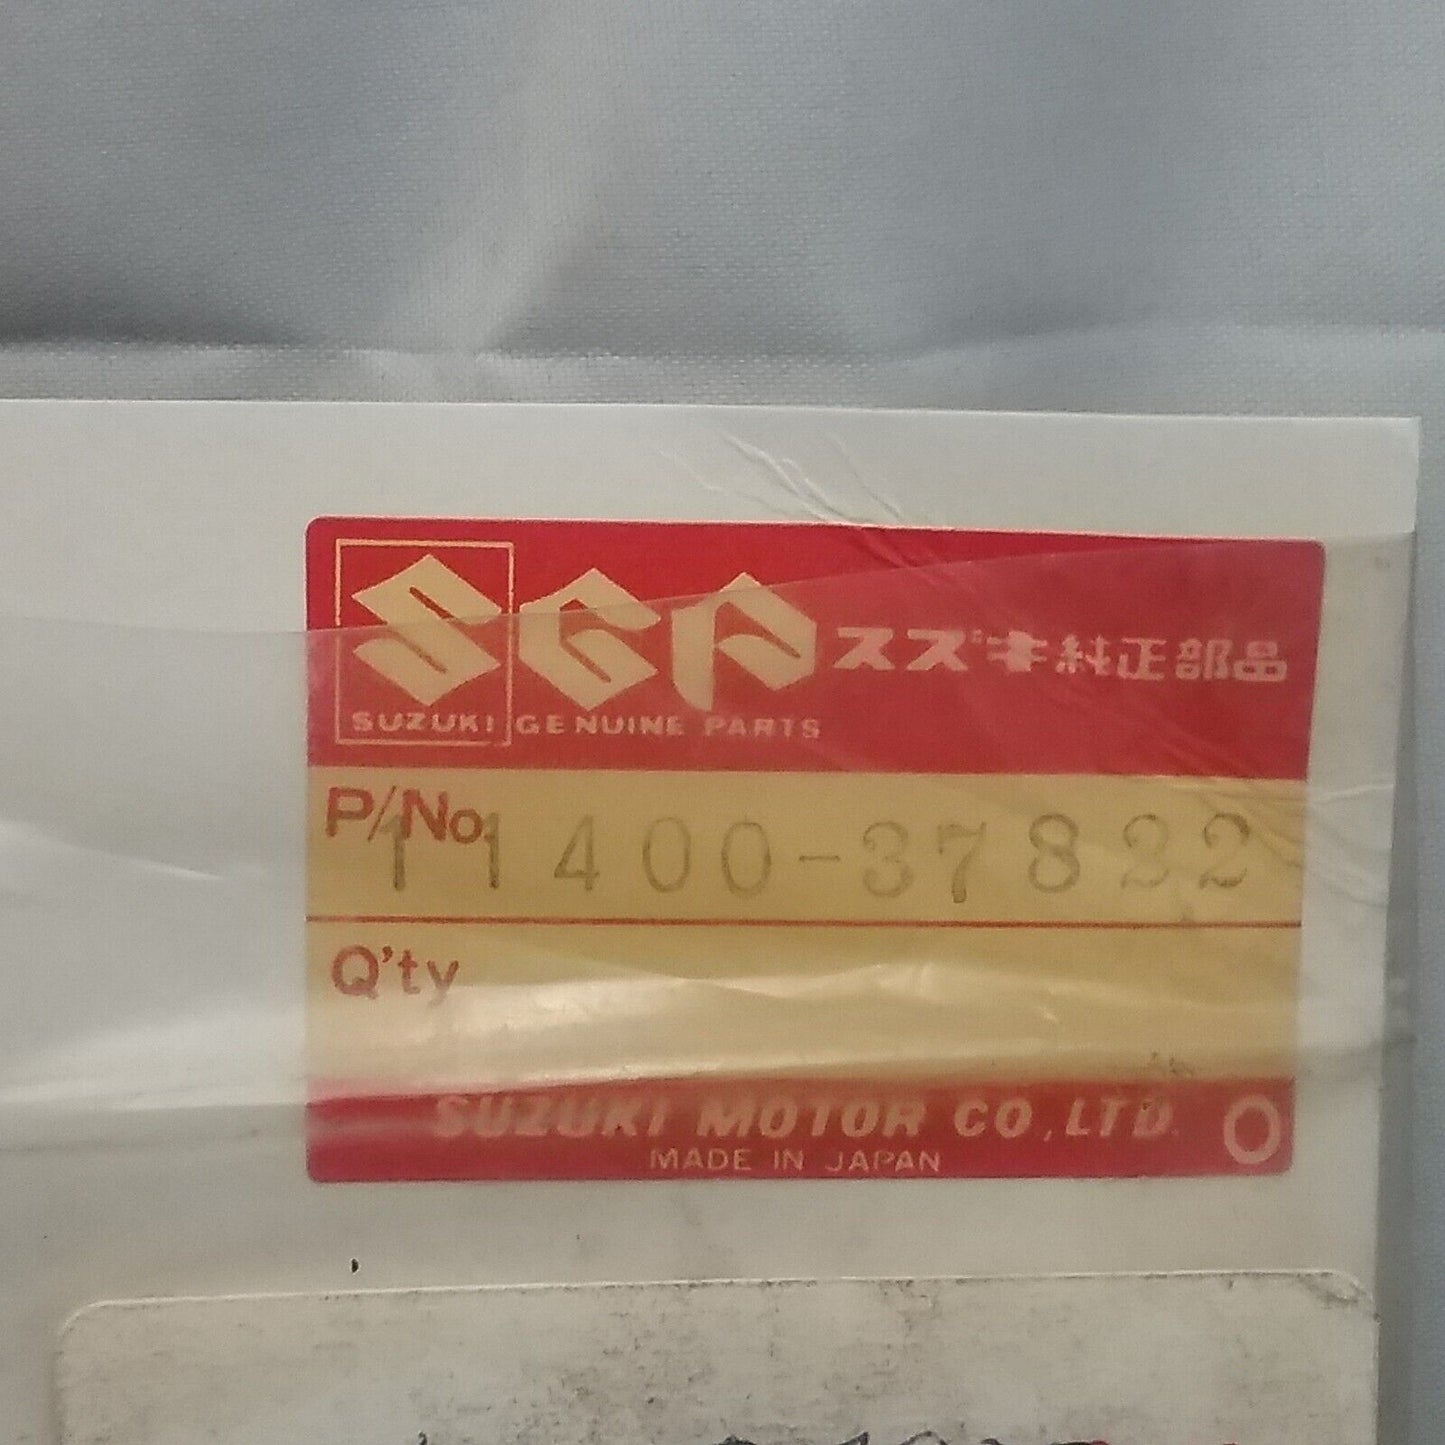 SGP スズキ純正部品
SUZUKI GENUINE PARTS
P/No. 11400-37832
Q'ty
SUZUKI MOTOR CO., LTD. O
MADE IN JAPAN